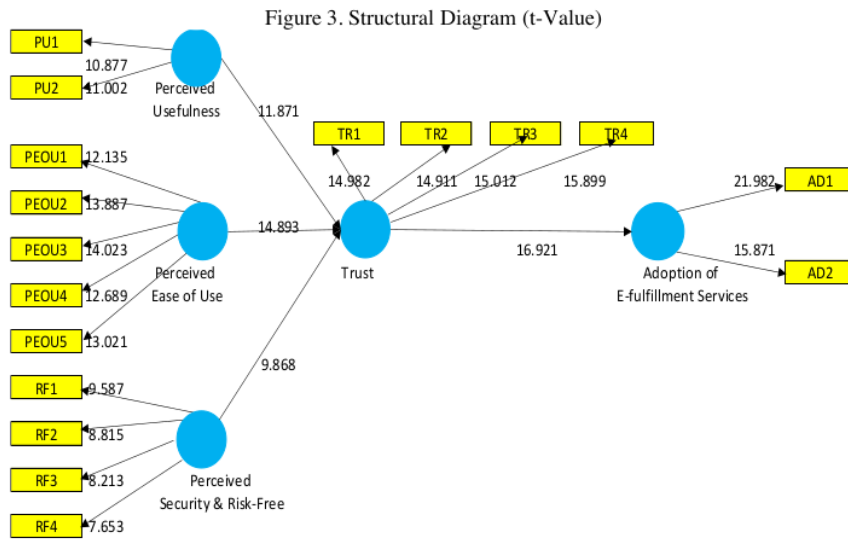 Figure 3. Structural Diagram (t-Value)
PU1
10.877
PU2
11.002
Perceived
Usefulness
11.871
TR1
TR2
TR3
TR4
14.982
14.911
15.012
15.899
PEOU1
12.135
PEOU2
13.887
PEOU3
14.023
PEOU4
12.689
PEOU5
13.021
Perceived
Ease of Use
14.893
Trust
16.921
Adoption of
E-fulfillment Services
21.982
AD1
15.871
AD2
9.868
RF1
9.587
RF2
8.815
RF3
8.213
RF4
7.653
Perceived
Security & Risk-Free